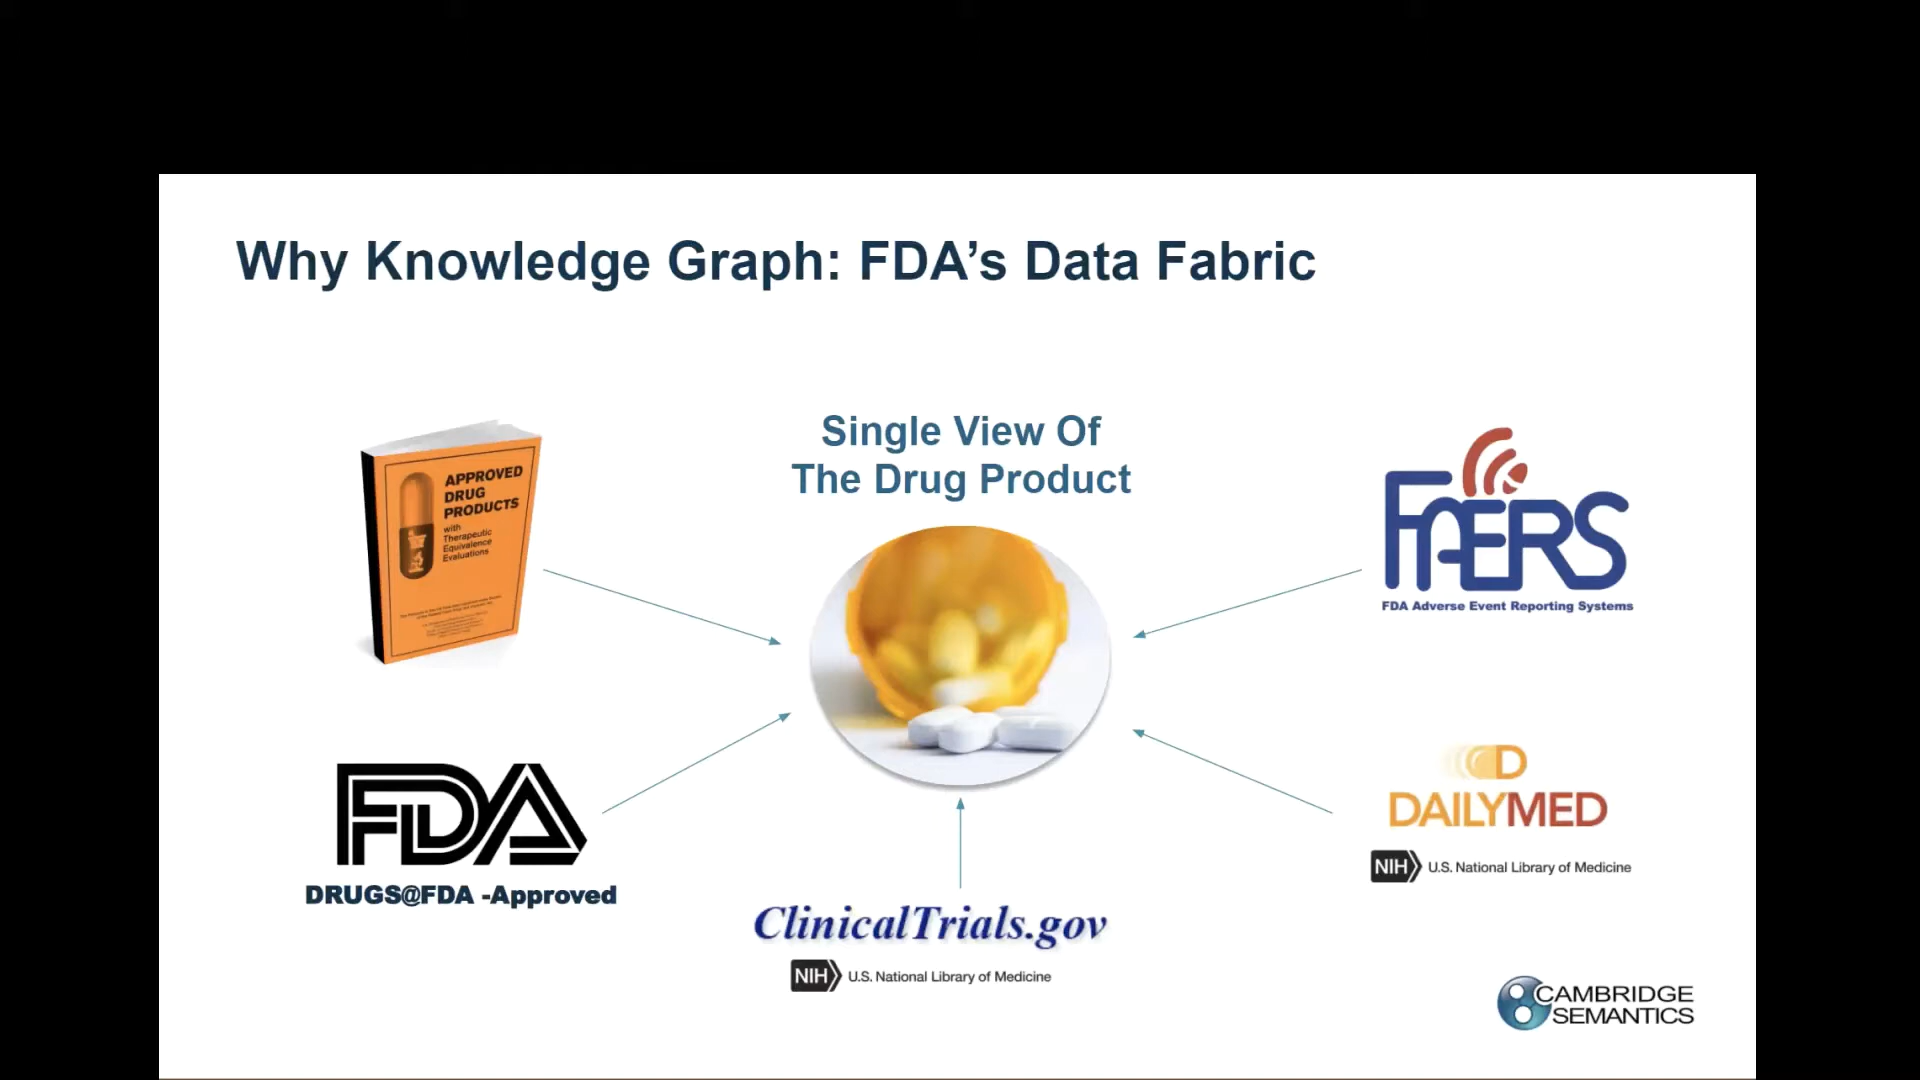 Why Knowledge Graph: FDA’s Data Fabric
Single View Of
The Drug Product
APPROVED
DRUG
PRODUCTS
with
Therapeutic
Equivalence
Evaluations
FAERS
FDA Adverse Event Reporting Systems
FDA
DRUGS@FDA -Approved
D
DAILYMED
NIH U.S. National Library of Medicine
ClinicalTrials.gov
NIH U.S. National Library of Medicine
CAMBRIDGE
SEMANTICS